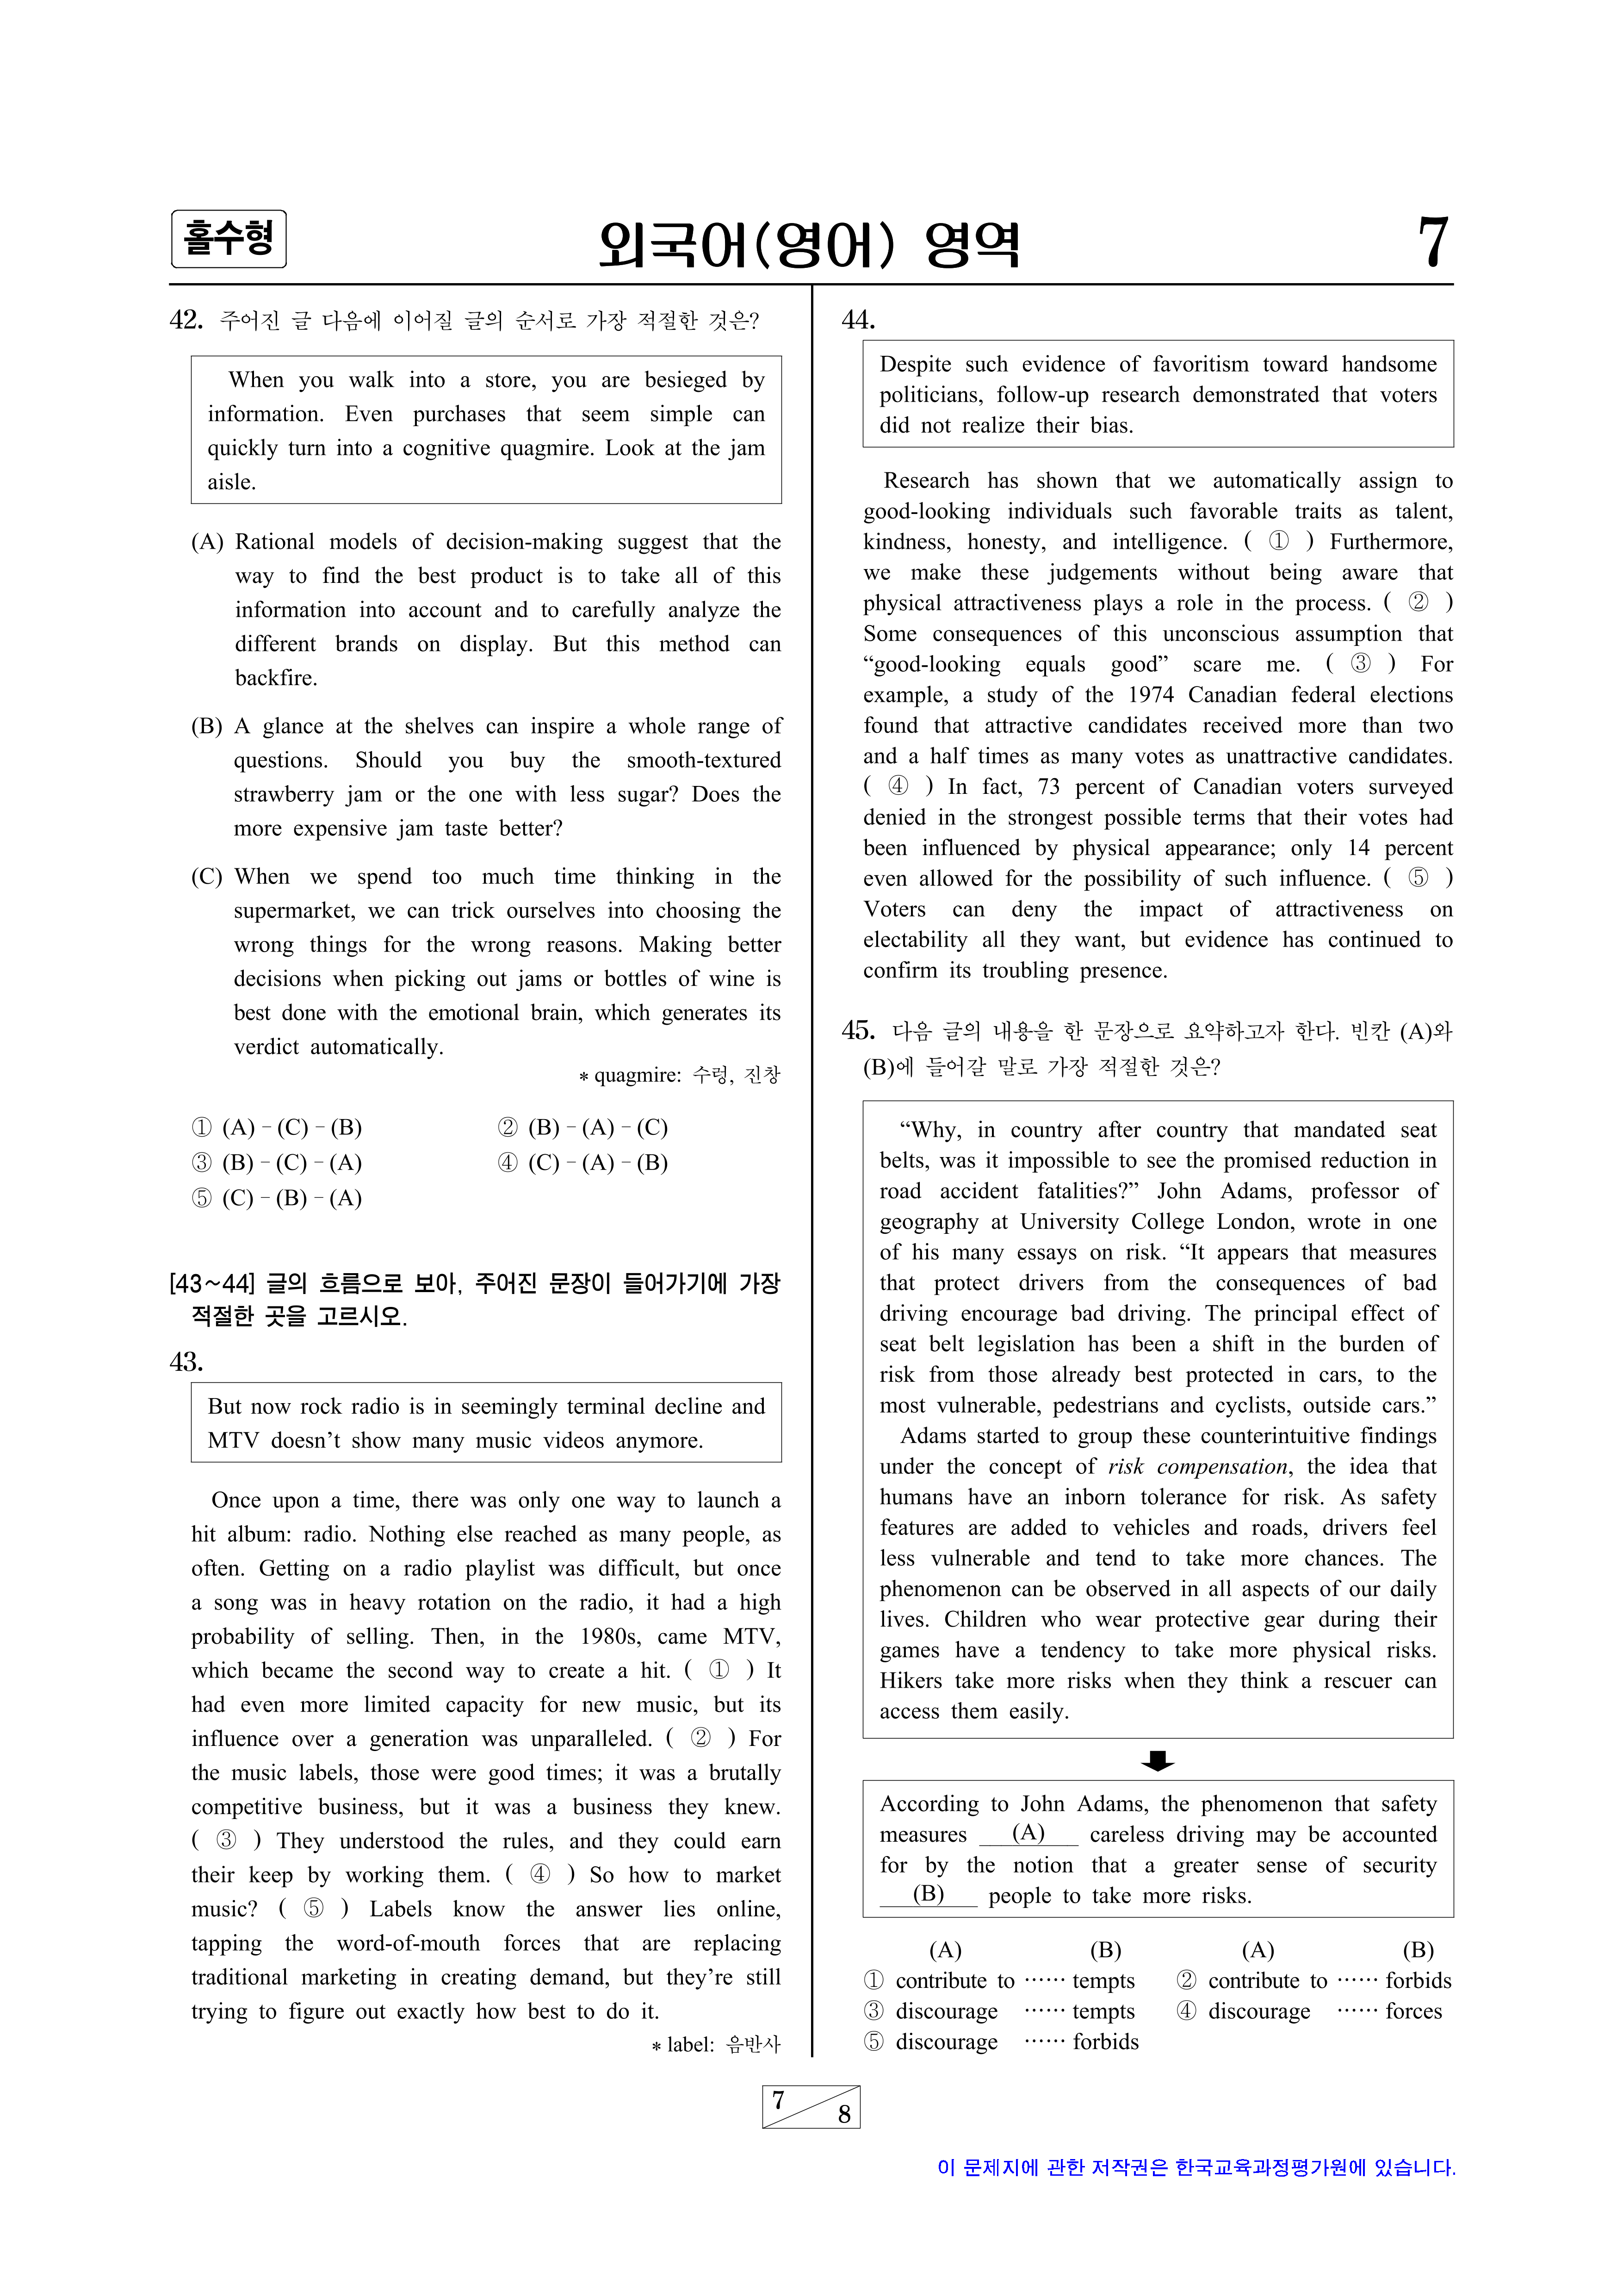 홀수형
외국어(영어) 영역
7
42. 주어진 글 다음에 이어질 글의 순서로 가장 적절한 것은?
When you walk into a store, you are besieged by
information. Even purchases that seem simple can
quickly turn into a cognitive quagmire. Look at the jam
aisle.
(A) Rational models of decision-making suggest that the
way to find the best product is to take all of this
information into account and to carefully analyze the
different brands on display. But this method can
backfire.
(B) A glance at the shelves can inspire a whole range of
questions. Should you buy the smooth-textured
strawberry jam or the one with less sugar? Does the
more expensive jam taste better?
(C) When we spend too much time thinking in the
supermarket, we can trick ourselves into choosing the
wrong things for the wrong reasons. Making better
decisions when picking out jams or bottles of wine is
best done with the emotional brain, which generates its
verdict automatically.
* quagmire: 수렁, 진창
① (A) - (C) - (B) ② (B) - (A) - (C)
③ (B) - (C) - (A) ④ (C) - (A) - (B)
⑤ (C) - (B) - (A)
[43~44] 글의 흐름으로 보아, 주어진 문장이 들어가기에 가장
적절한 곳을 고르시오.
43.
But now rock radio is in seemingly terminal decline and
MTV doesn't show many music videos anymore.
Once upon a time, there was only one way to launch a
hit album: radio. Nothing else reached as many people, as
often. Getting on a radio playlist was difficult, but once
a song was in heavy rotation on the radio, it had a high
probability of selling. Then, in the 1980s, came MTV,
which became the second way to create a hit. ( ① ) It
had even more limited capacity for new music, but its
influence over a generation was unparalleled. ( ② ) For
the music labels, those were good times; it was a brutally
competitive business, but it was a business they knew.
( ③ ) They understood the rules, and they could earn
their keep by working them. ( ④ ) So how to market
music? ( ⑤ ) Labels know the answer lies online,
tapping the word-of-mouth forces that are replacing
traditional marketing in creating demand, but they're still
trying to figure out exactly how best to do it.
* label: 음반사
44.
Despite such evidence of favoritism toward handsome
politicians, follow-up research demonstrated that voters
did not realize their bias.
Research has shown that we automatically assign to
good-looking individuals such favorable traits as talent,
kindness, honesty, and intelligence. ( ① ) Furthermore,
we make these judgements without being aware that
physical attractiveness plays a role in the process. ( ② )
Some consequences of this unconscious assumption that
“good-looking equals good” scare me. ( ③ ) For
example, a study of the 1974 Canadian federal elections
found that attractive candidates received more than two
and a half times as many votes as unattractive candidates.
( ④ ) In fact, 73 percent of Canadian voters surveyed
denied in the strongest possible terms that their votes had
been influenced by physical appearance; only 14 percent
even allowed for the possibility of such influence. ( ⑤ )
Voters can deny the impact of attractiveness on
electability all they want, but evidence has continued to
confirm its troubling presence.
45. 다음 글의 내용을 한 문장으로 요약하고자 한다. 빈칸 (A)와
(B)에 들어갈 말로 가장 적절한 것은?
“Why, in country after country that mandated seat
belts, was it impossible to see the promised reduction in
road accident fatalities?” John Adams, professor of
geography at University College London, wrote in one
of his many essays on risk. “It appears that measures
that protect drivers from the consequences of bad
driving encourage bad driving. The principal effect of
seat belt legislation has been a shift in the burden of
risk from those already best protected in cars, to the
most vulnerable, pedestrians and cyclists, outside cars.”
Adams started to group these counterintuitive findings
under the concept of risk compensation, the idea that
humans have an inborn tolerance for risk. As safety
features are added to vehicles and roads, drivers feel
less vulnerable and tend to take more chances. The
phenomenon can be observed in all aspects of our daily
lives. Children who wear protective gear during their
games have a tendency to take more physical risks.
Hikers take more risks when they think a rescuer can
access them easily.
According to John Adams, the phenomenon that safety
measures (A) careless driving may be accounted
for by the notion that a greater sense of security
(B) people to take more risks.
(A) (B) (A) (B)
① contribute to ······ tempts ② contribute to ······ forbids
③ discourage ······ tempts ④ discourage ······ forces
⑤ discourage ······ forbids
7
8
이 문제지에 관한 저작권은 한국교육과정평가원에 있습니다.